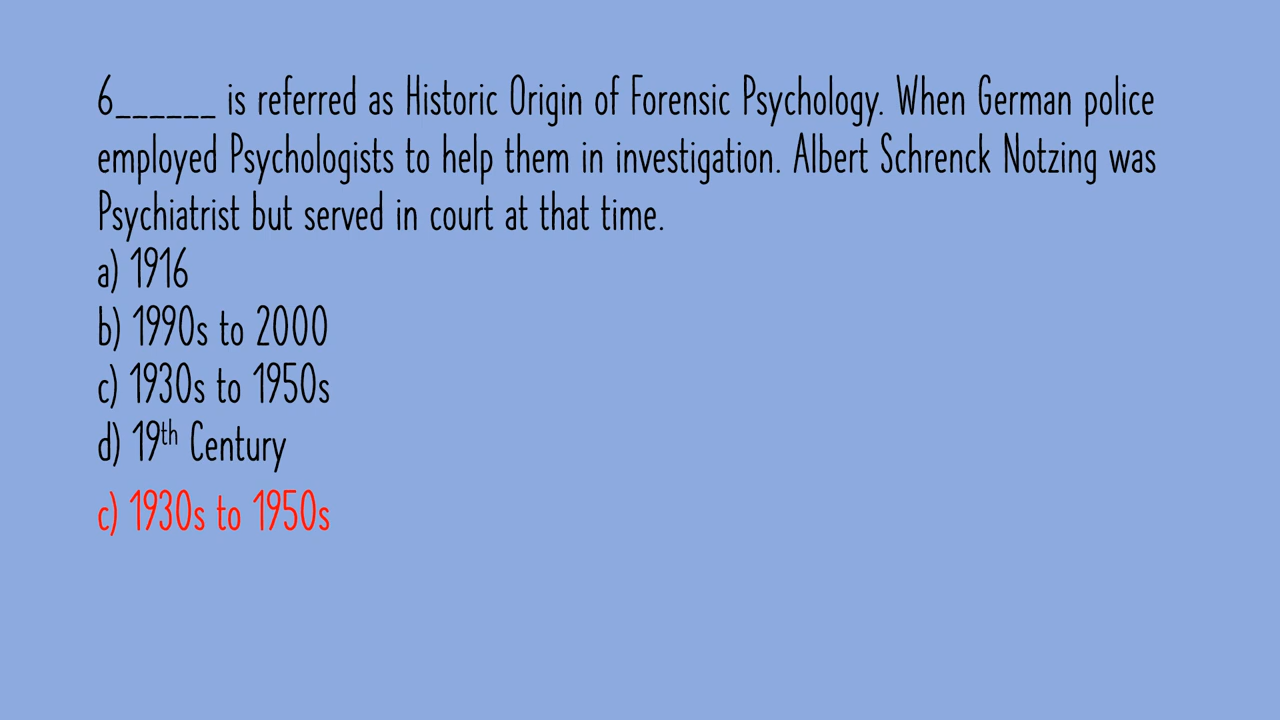 6______ is referred as Historic Origin of Forensic Psychology. When German police
employed Psychologists to help them in investigation. Albert Schrenck Notzing was
Psychiatrist but served in court at that time.
a) 1916
b) 1990s to 2000
c) 1930s to 1950s
d) 19th Century
c) 1930s to 1950s